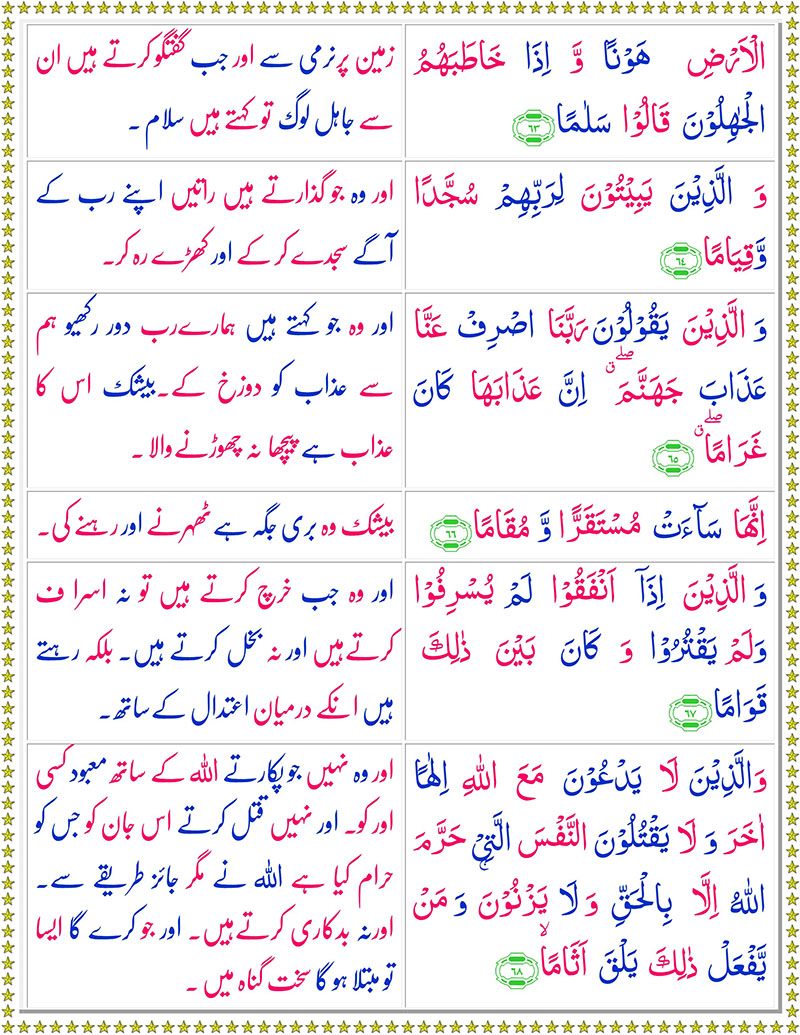 الْاَرْضِ هَوْنًا وَّ اِذَا خَاطَبَهُمُ
الْجٰهِلُوْنَ قَالُوْا سَلٰمًا ﴿٦٣﴾
زمین پر نرمی سے اور جب گفتگو کرتے ہیں ان
سے جاہل لوگ تو کہتے ہیں سلام ۔
وَ الَّذِيْنَ يَبِيْتُوْنَ لِرَبِّهِمْ سُجَّدًا
وَّقِيَامًا ﴿٦٤﴾
اور وہ جو گذارتے ہیں راتیں اپنے رب کے
آگے سجدے کر کے اور کھڑے رہ کر۔
وَ الَّذِيْنَ يَقُوْلُوْنَ رَبَّنَا اصْرِفْ عَنَّا
عَذَابَ جَهَنَّمَ ۖۗ اِنَّ عَذَابَهَا كَانَ
غَرَامًا ۖۗ ﴿٦٥﴾
اور وہ جو کہتے ہیں ہمارے رب دور رکھیو ہم
سے عذاب کو دوزخ کے۔ بیشک اس کا
عذاب ہے پیچھا نہ چھوڑنے والا ۔
اِنَّهَا سَآءَتْ مُسْتَقَرًّا وَّ مُقَامًا ﴿٦٦﴾
بیشک وہ بری جگہ ہے ٹھہرنے اور رہنے کی۔
وَ الَّذِيْنَ اِذَاۤ اَنْفَقُوْا لَمْ يُسْرِفُوْا
وَلَمْ يَقْتُرُوْا وَ كَانَ بَيْنَ ذٰلِكَ
قَوَامًا ﴿٦٧﴾
اور وہ جب خرچ کرتے ہیں تو نہ اسرا ف
کرتے ہیں اور نہ بخل کرتے ہیں۔ بلکہ رہتے
ہیں انکے درمیان اعتدال کے ساتھ۔
وَالَّذِيْنَ لَا يَدْعُوْنَ مَعَ اللّٰهِ اِلٰهًا
اٰخَرَ وَ لَا يَقْتُلُوْنَ النَّفْسَ الَّتِيْ حَرَّمَ
اللّٰهُ اِلَّا بِالْحَقِّ وَ لَا يَزْنُوْنَ ۚ وَ مَنْ
يَّفْعَلْ ذٰلِكَ يَلْقَ اَثَامًا ۙ ﴿٦٨﴾
اور وہ نہیں جو پکارتے اللہ کے ساتھ معبود کسی
اور کو۔ اور نہیں قتل کرتے اس جان کو جس کو
حرام کیا ہے اللہ نے مگر جائز طریقے سے۔
اورنہ بدکاری کرتے ہیں۔ اور جو کرے گا ایسا
تو مبتلا ہو گا سخت گناہ میں ۔